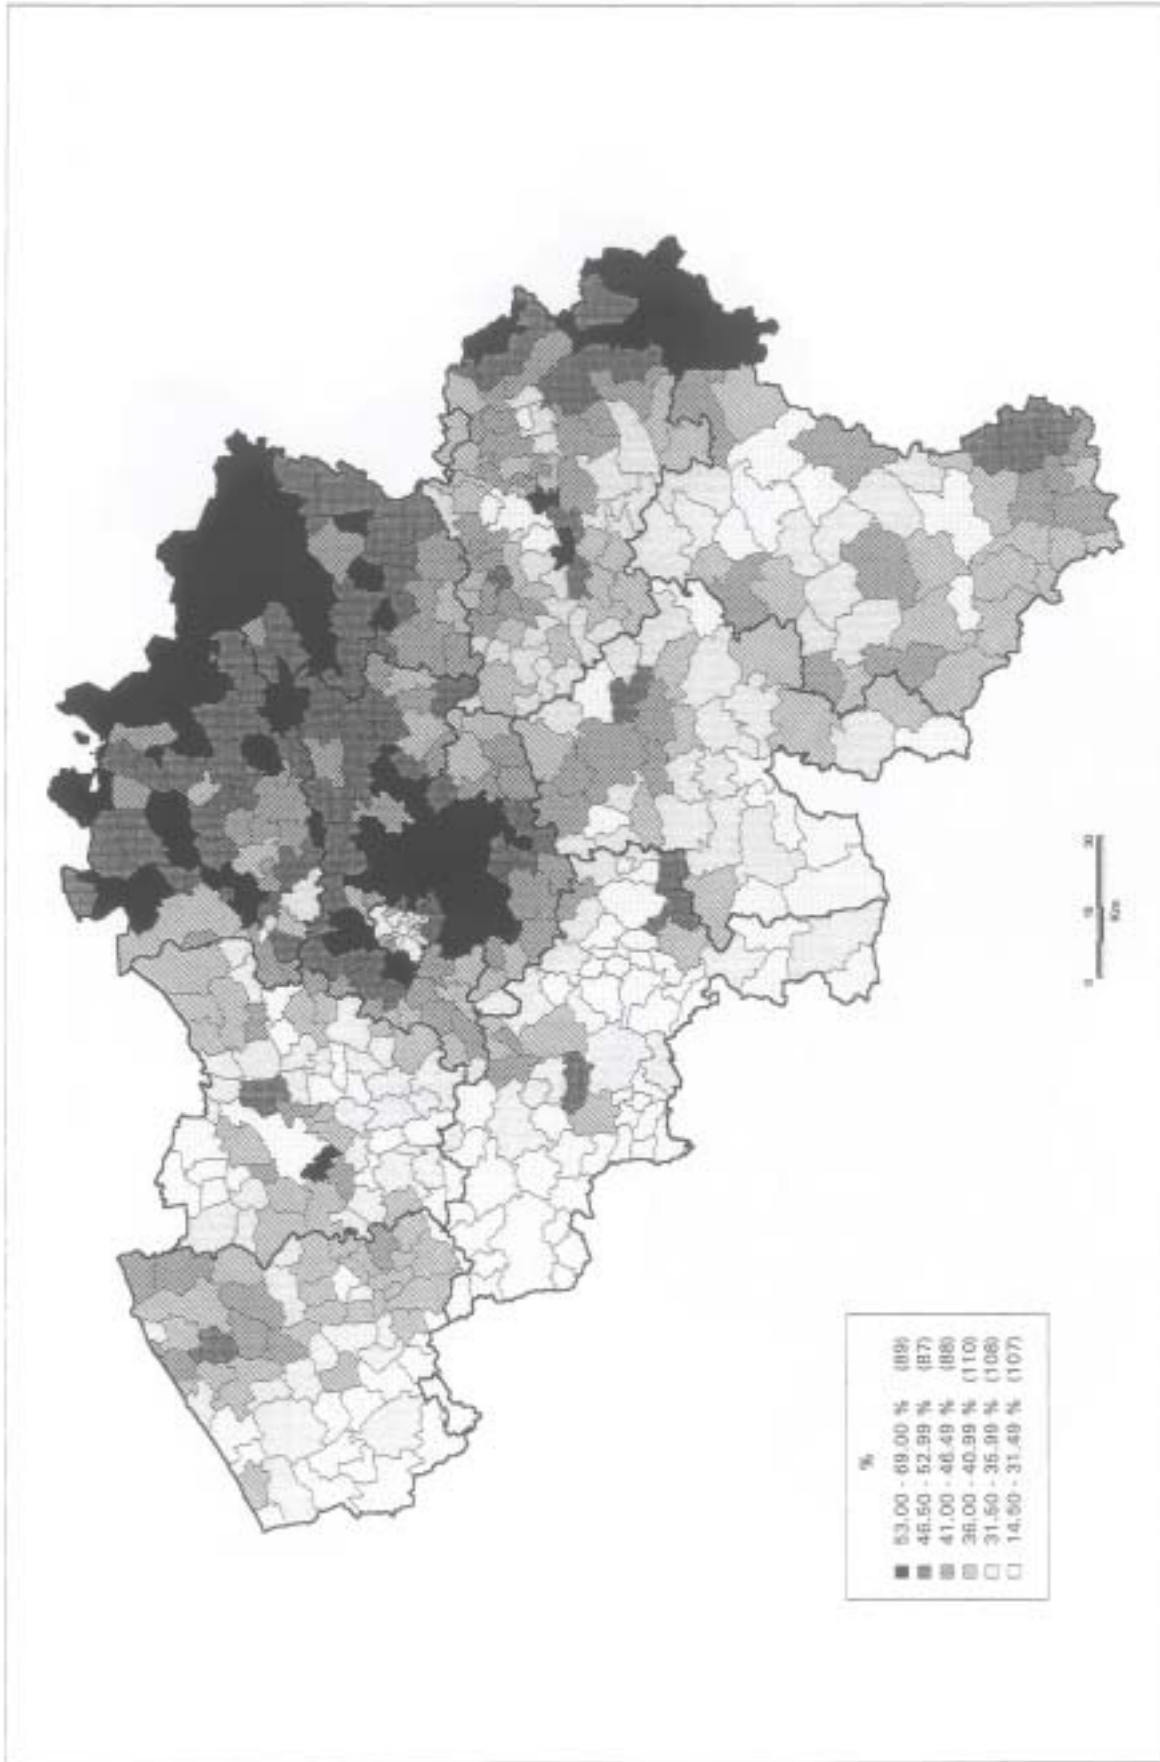 %
53.00 - 69.00 % (89)
46.50 - 52.99 % (87)
41.00 - 46.49 % (88)
36.00 - 40.99 % (110)
31.50 - 35.99 % (108)
14.50 - 31.49 % (107)
0 15 30
Km